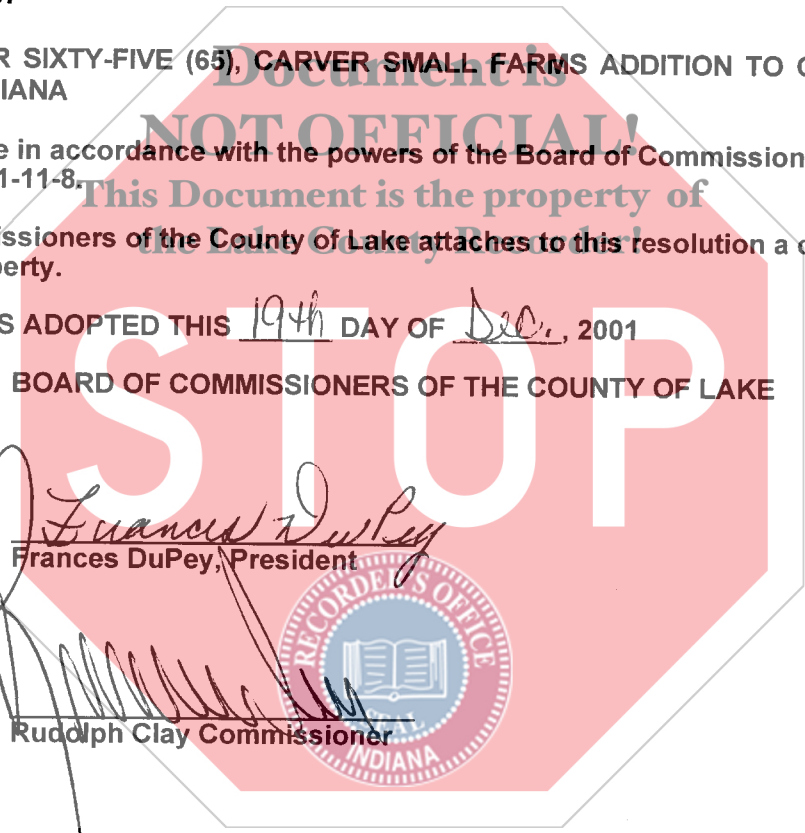 R SIXTY-FIVE (65), CARVER SMALL FARMS ADDITION TO
IANA
Document is
NOT OFFICIAL!
e in accordance with the powers of the Board of Commission
1-11-8.
This Document is the property of
the Lake County Recorder!
issioners of the County of Lake attaches to this resolution a
perty.
S ADOPTED THIS 19th DAY OF Dec., 2001
BOARD OF COMMISSIONERS OF THE COUNTY OF LAKE
STOP
Frances DuPey
Frances DuPey, President
RECORDER'S OFFICE
SEAL
INDIANA
Rudolph Clay Commissioner